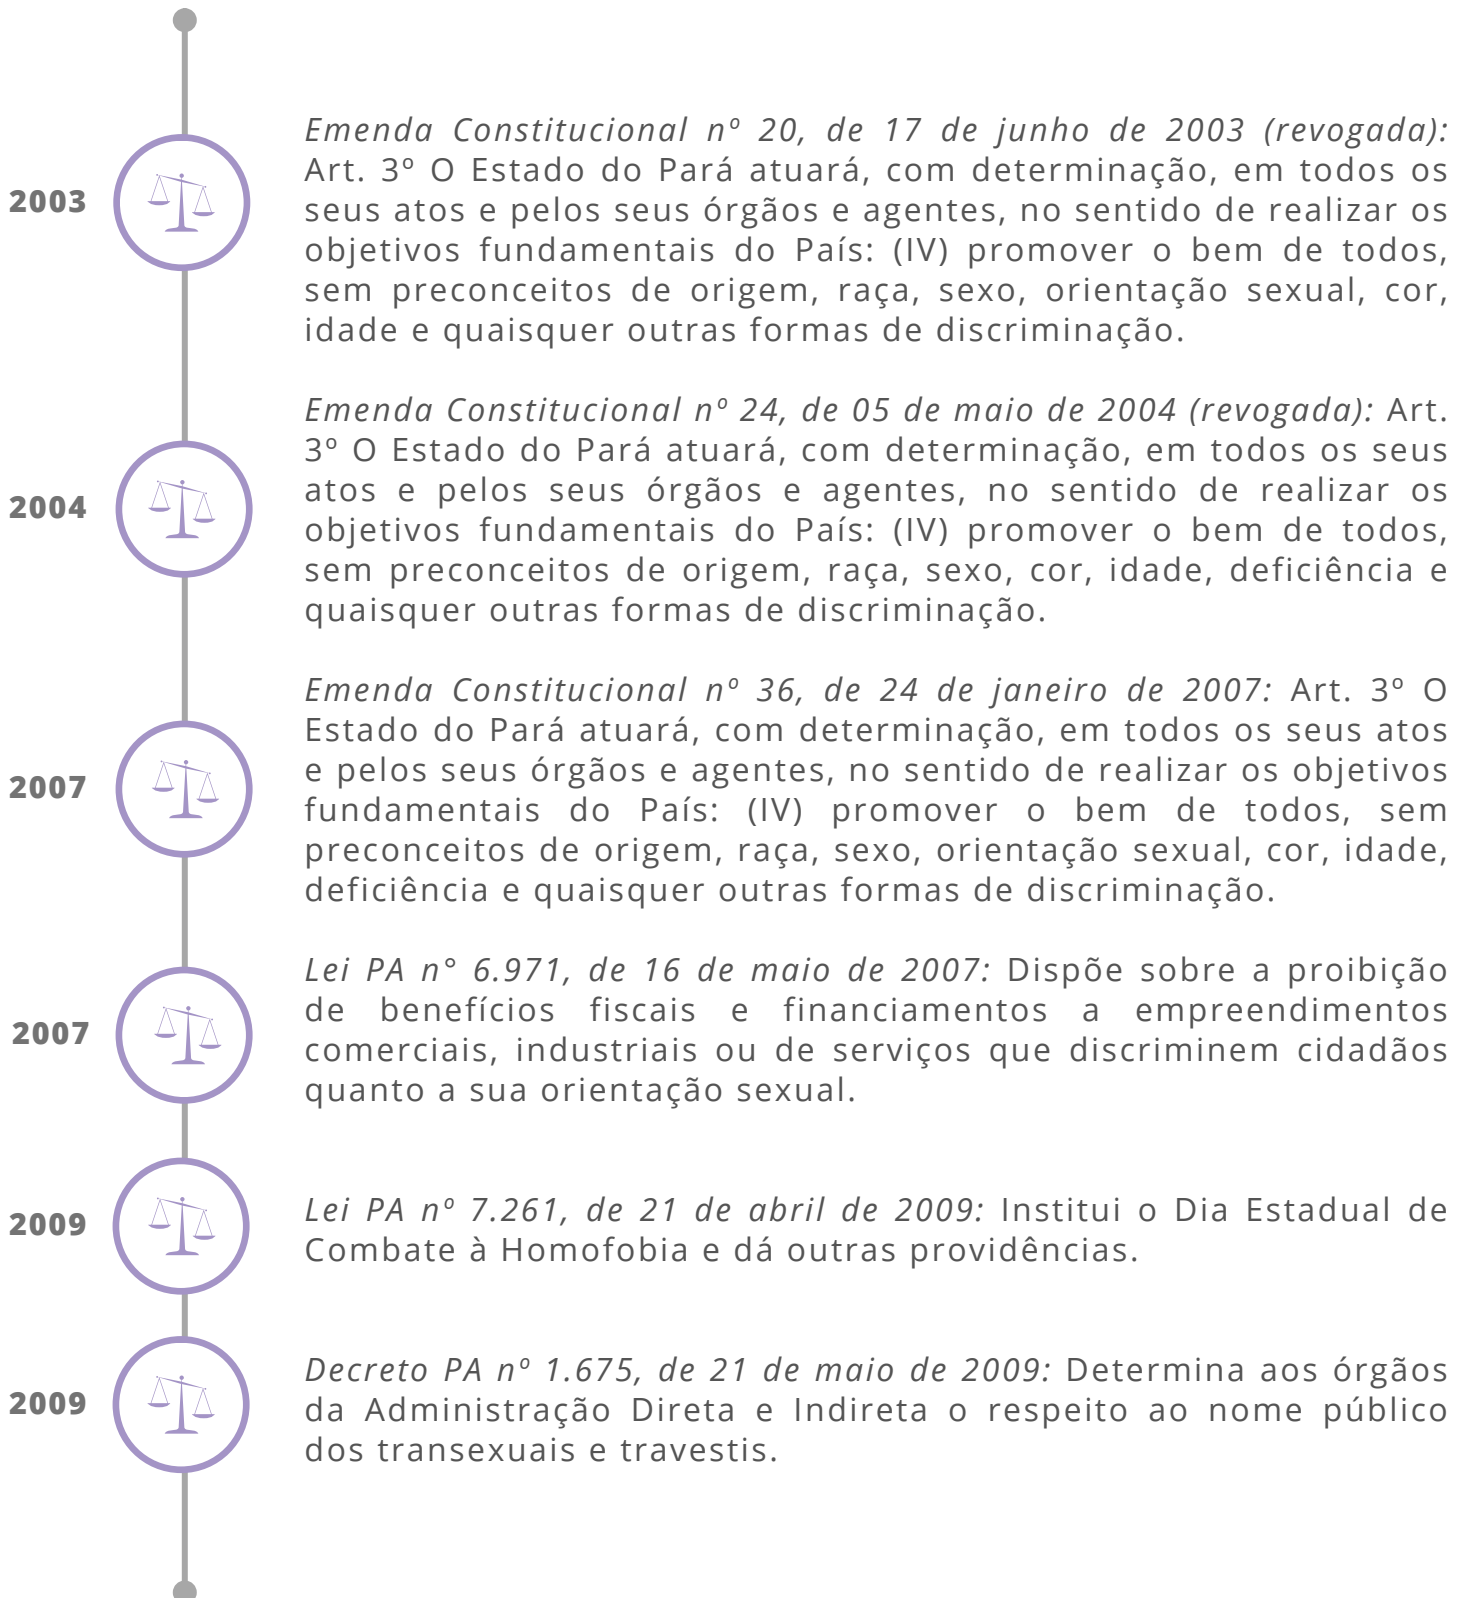 2003
Emenda Constitucional nº 20, de 17 de junho de 2003 (revogada):
Art. 3º O Estado do Pará atuará, com determinação, em todos os
seus atos e pelos seus órgãos e agentes, no sentido de realizar os
objetivos fundamentais do País: (IV) promover o bem de todos,
sem preconceitos de origem, raça, sexo, orientação sexual, cor,
idade e quaisquer outras formas de discriminação.
2004
Emenda Constitucional nº 24, de 05 de maio de 2004 (revogada): Art.
3º O Estado do Pará atuará, com determinação, em todos os seus
atos e pelos seus órgãos e agentes, no sentido de realizar os
objetivos fundamentais do País: (IV) promover o bem de todos,
sem preconceitos de origem, raça, sexo, cor, idade, deficiência e
quaisquer outras formas de discriminação.
2007
Emenda Constitucional nº 36, de 24 de janeiro de 2007: Art. 3º O
Estado do Pará atuará, com determinação, em todos os seus atos
e pelos seus órgãos e agentes, no sentido de realizar os objetivos
fundamentais do País: (IV) promover o bem de todos, sem
preconceitos de origem, raça, sexo, orientação sexual, cor, idade,
deficiência e quaisquer outras formas de discriminação.
2007
Lei PA n° 6.971, de 16 de maio de 2007: Dispõe sobre a proibição
de benefícios fiscais e financiamentos a empreendimentos
comerciais, industriais ou de serviços que discriminem cidadãos
quanto a sua orientação sexual.
2009
Lei PA nº 7.261, de 21 de abril de 2009: Institui o Dia Estadual de
Combate à Homofobia e dá outras providências.
2009
Decreto PA nº 1.675, de 21 de maio de 2009: Determina aos órgãos
da Administração Direta e Indireta o respeito ao nome público
dos transexuais e travestis.